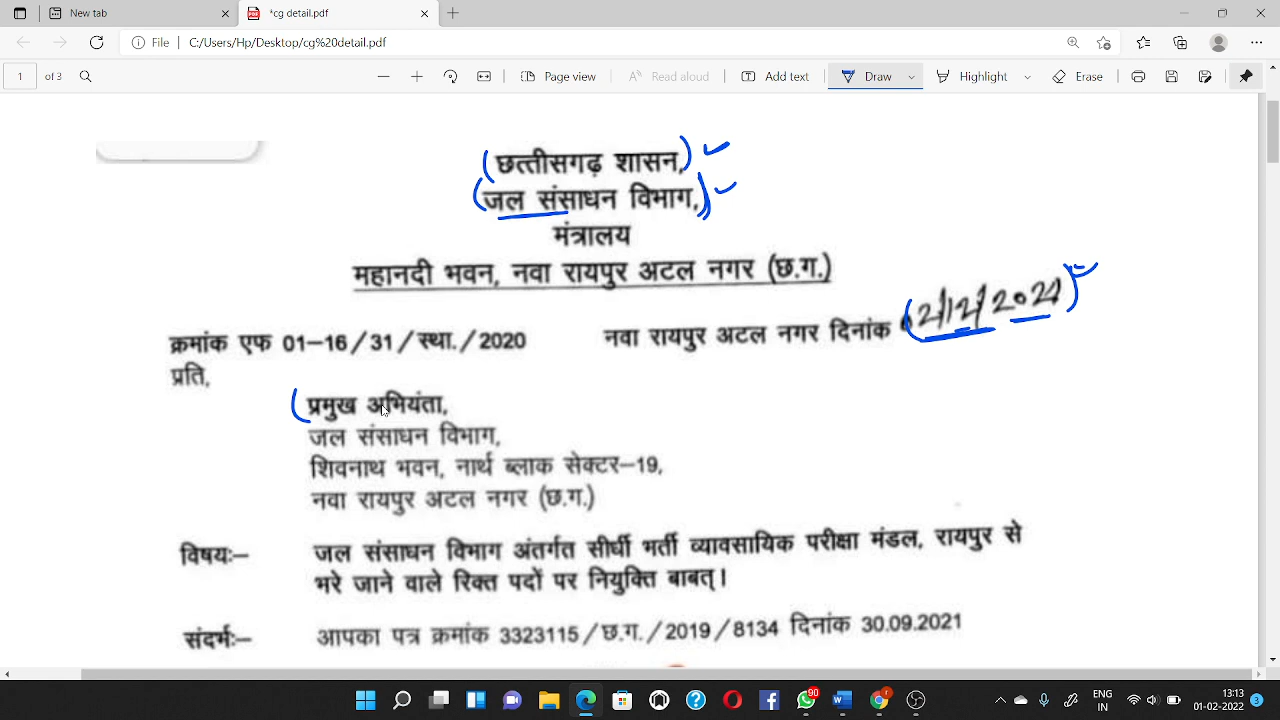 New tab
*cg detail.pdf
File
C:/Users/Hp/Desktop/cg%20detail.pdf
1 of 3
Page view
Read aloud
Add text
Draw
Highlight
Erase
छत्तीसगढ़ शासन,
जल संसाधन विभाग,
मंत्रालय
महानदी भवन, नवा रायपुर अटल नगर (छ.ग.)
क्रमांक एफ 01–16/31/स्था./2020 नवा रायपुर अटल नगर दिनांक 02/12/2021
प्रति,
प्रमुख अभियंता,
जल संसाधन विभाग,
शिवनाथ भवन, नार्थ ब्लाक सेक्टर–19,
नवा रायपुर अटल नगर (छ.ग.)
विषयः– जल संसाधन विभाग अंतर्गत सीधी भर्ती व्यावसायिक परीक्षा मंडल, रायपुर से
भरे जाने वाले रिक्त पदों पर नियुक्ति बाबत्।
संदर्भः– आपका पत्र क्रमांक 3323115/छ.ग./2019/8134 दिनांक 30.09.2021
90
ENG
IN
13:13
01-02-2022
3